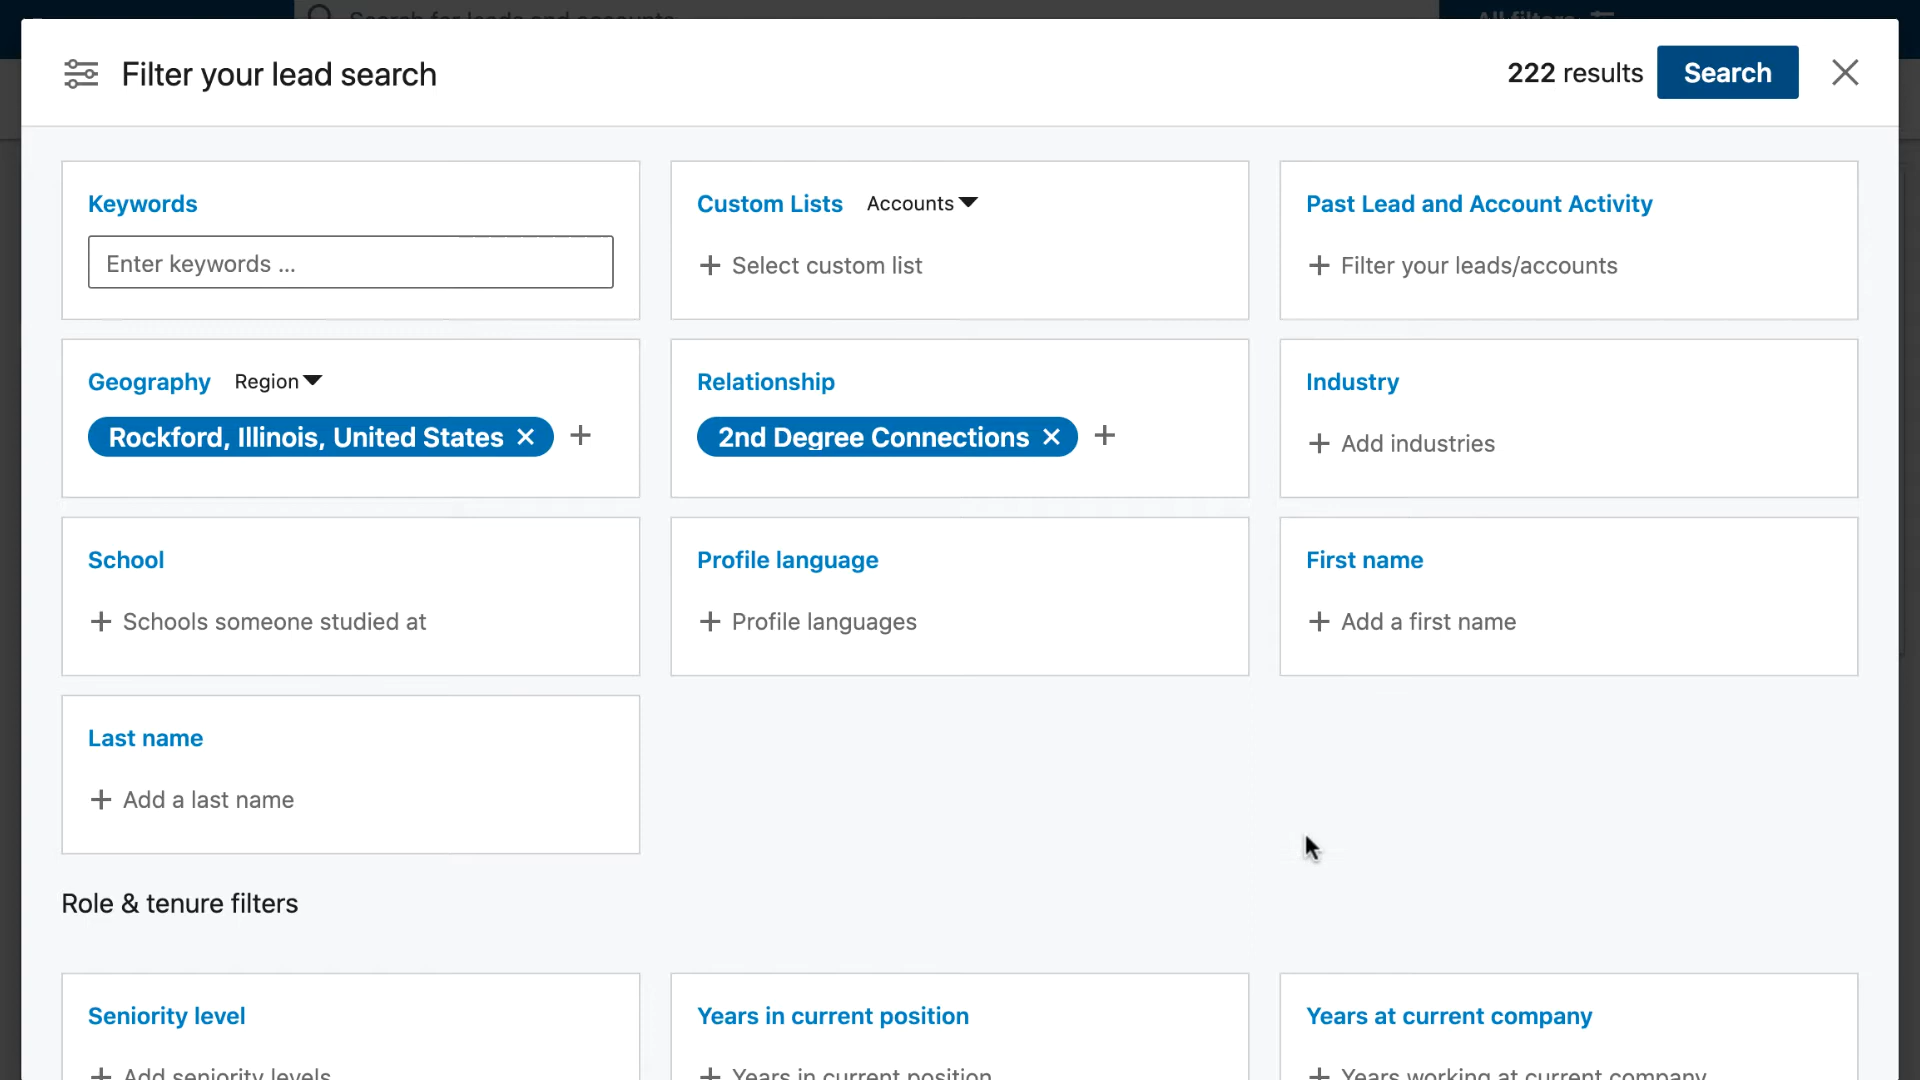 Filter your lead search
222 results Search
Keywords
Enter keywords ...
Custom Lists Accounts
Select custom list
Past Lead and Account Activity
Filter your leads/accounts
Geography Region
Rockford, Illinois, United States
Relationship
2nd Degree Connections
Industry
Add industries
School
Schools someone studied at
Profile language
Profile languages
First name
Add a first name
Last name
Add a last name
Role & tenure filters
Seniority level
Add seniority levels
Years in current position
Years in current position
Years at current company
Years working at current company